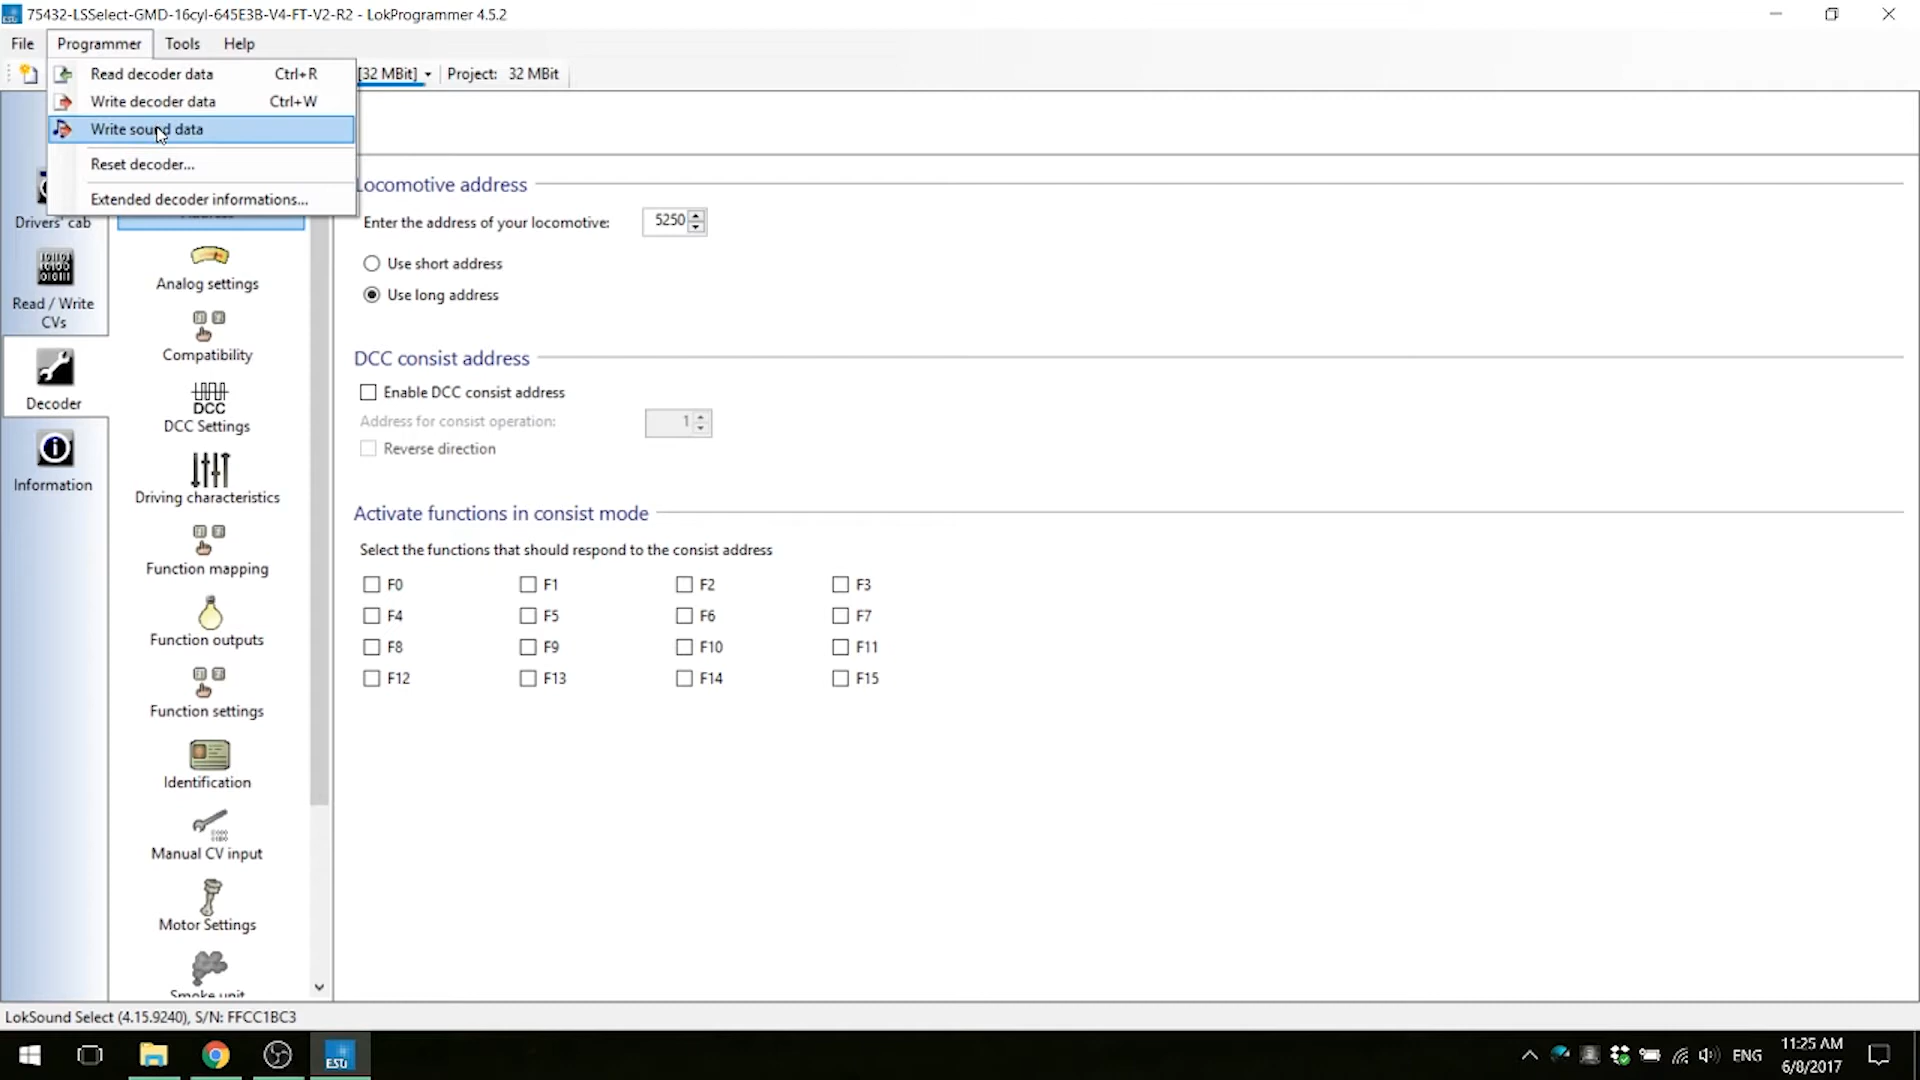 75432-LSSelect-GMD-16cyl-645E3B-V4-FT-V2-R2 - LokProgrammer 4.5.2
File Programmer Tools Help
[32 MBit] Project: 32 MBit
Read decoder data Ctrl+R
Write decoder data Ctrl+W
Write sound data
Reset decoder...
Extended decoder informations...
Drivers' cab
Read / Write
CVs
Decoder
Information
Address
Analog settings
Compatibility
DCC
DCC Settings
Driving characteristics
Function mapping
Function outputs
Function settings
Identification
Manual CV input
Motor Settings
Smoke unit
Locomotive address
Enter the address of your locomotive: 5250
Use short address
Use long address
DCC consist address
Enable DCC consist address
Address for consist operation: 1
Reverse direction
Activate functions in consist mode
Select the functions that should respond to the consist address
F0 F1 F2 F3
F4 F5 F6 F7
F8 F9 F10 F11
F12 F13 F14 F15
LokSound Select (4.15.9240), S/N: FFCC1BC3
ESU
ENG
11:25 AM
6/8/2017